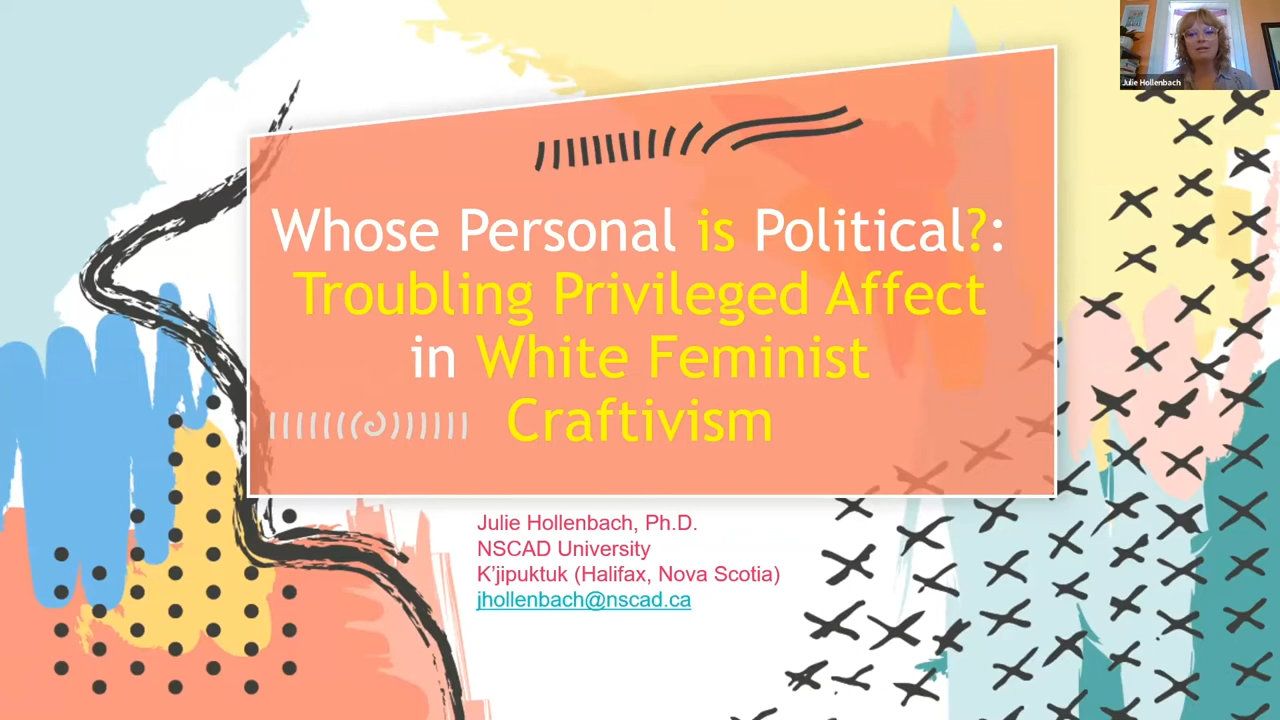 Julie Hollenbach
Whose Personal is Political?:
Troubling Privileged Affect
in White Feminist
Craftivism
Julie Hollenbach, Ph.D.
NSCAD University
K'jipuktuk (Halifax, Nova Scotia)
jhollenbach@nscad.ca